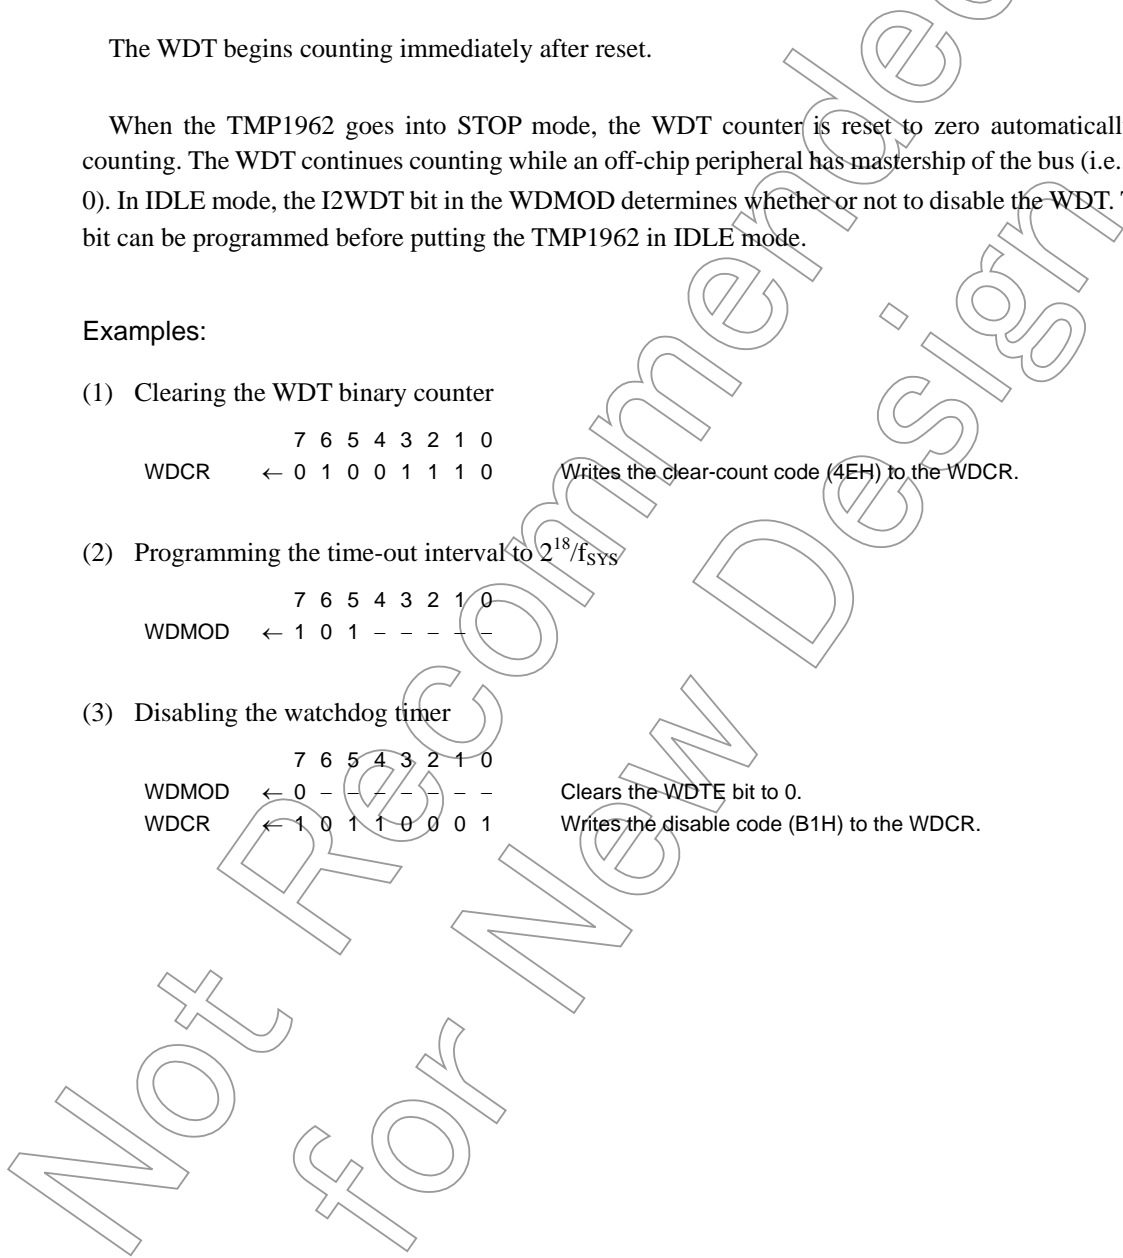 The WDT begins counting immediately after reset.
When the TMP1962 goes into STOP mode, the WDT counter is reset to zero automaticall
counting. The WDT continues counting while an off-chip peripheral has mastership of the bus (i.e.
0). In IDLE mode, the I2WDT bit in the WDMOD determines whether or not to disable the WDT. T
bit can be programmed before putting the TMP1962 in IDLE mode.
Examples:
(1) Clearing the WDT binary counter
7 6 5 4 3 2 1 0
WDCR ← 0 1 0 0 1 1 1 0 Writes the clear-count code (4EH) to the WDCR.
(2) Programming the time-out interval to 2^18/fSYS
7 6 5 4 3 2 1 0
WDMOD ← 1 0 1 – – – – –
(3) Disabling the watchdog timer
7 6 5 4 3 2 1 0
WDMOD ← 0 – – – – – – – Clears the WDTE bit to 0.
WDCR ← 1 0 1 1 0 0 0 1 Writes the disable code (B1H) to the WDCR.
Not Recommended
for New Design